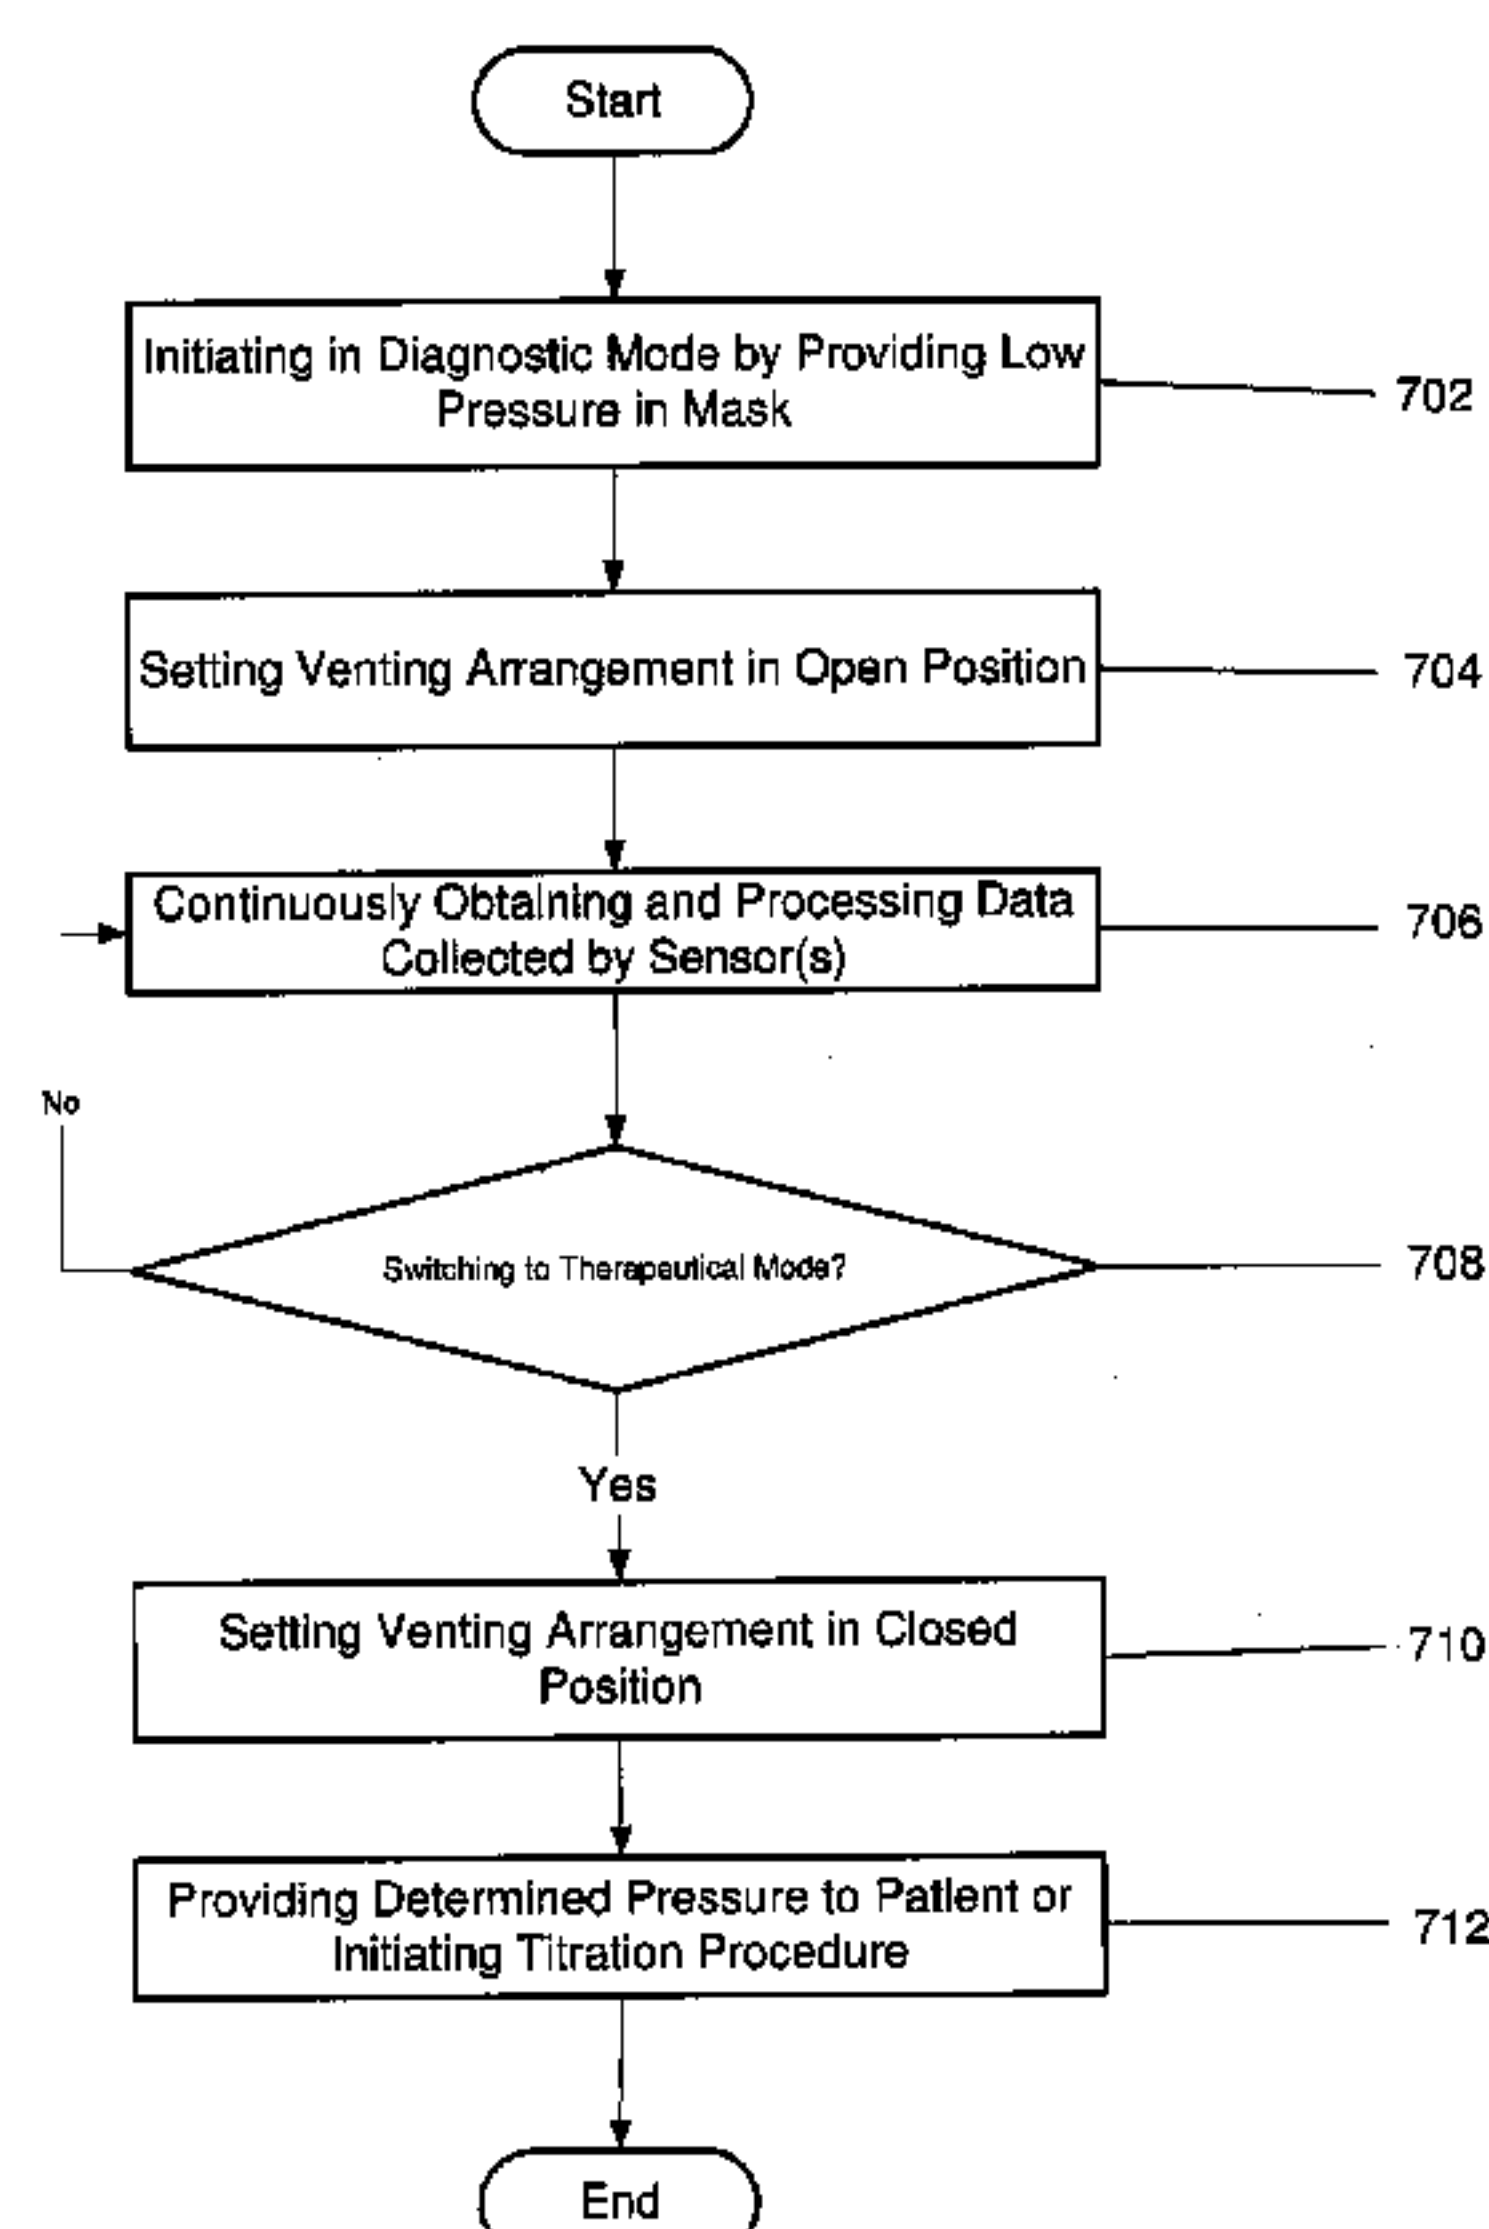 Start
Initiating in Diagnostic Mode by Providing Low
Pressure in Mask
702
Setting Venting Arrangement in Open Position
704
Continuously Obtaining and Processing Data
Collected by Sensor(s)
706
No
Switching to Therapeutical Mode?
708
Yes
Setting Venting Arrangement in Closed
Position
710
Providing Determined Pressure to Patient or
Initiating Titration Procedure
712
End